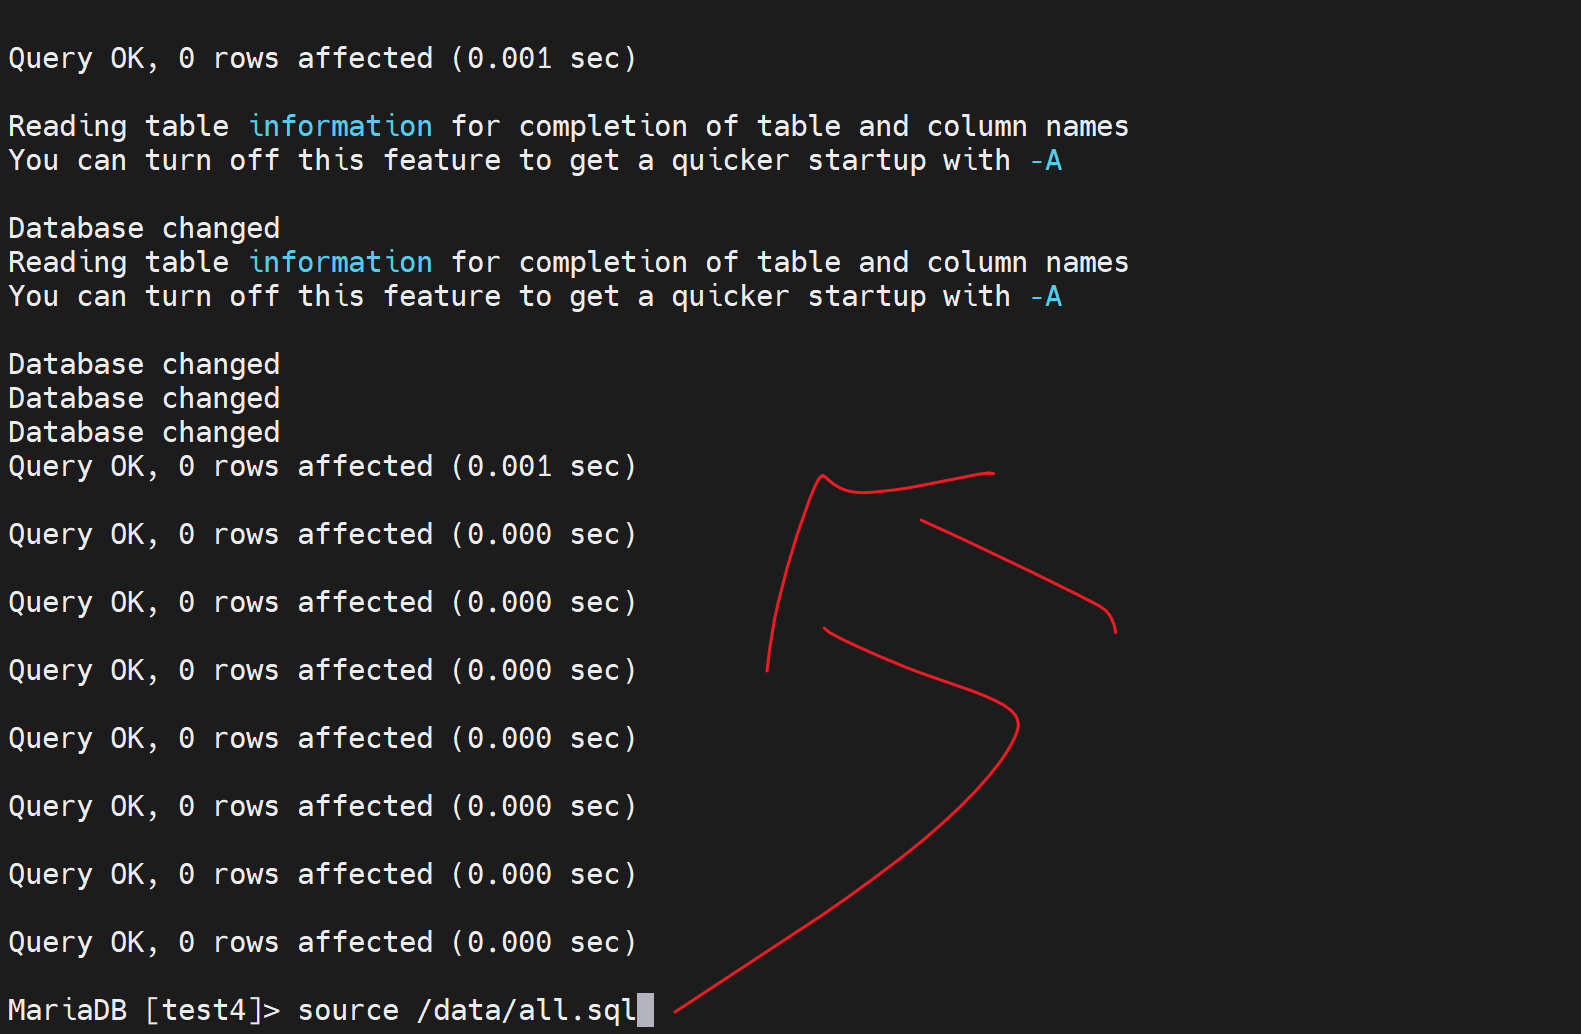 Query OK, 0 rows affected (0.001 sec)
Reading table information for completion of table and column names
You can turn off this feature to get a quicker startup with -A
Database changed
Reading table information for completion of table and column names
You can turn off this feature to get a quicker startup with -A
Database changed
Database changed
Database changed
Query OK, 0 rows affected (0.001 sec)
Query OK, 0 rows affected (0.000 sec)
Query OK, 0 rows affected (0.000 sec)
Query OK, 0 rows affected (0.000 sec)
Query OK, 0 rows affected (0.000 sec)
Query OK, 0 rows affected (0.000 sec)
Query OK, 0 rows affected (0.000 sec)
Query OK, 0 rows affected (0.000 sec)
MariaDB [test4]> source /data/all.sql